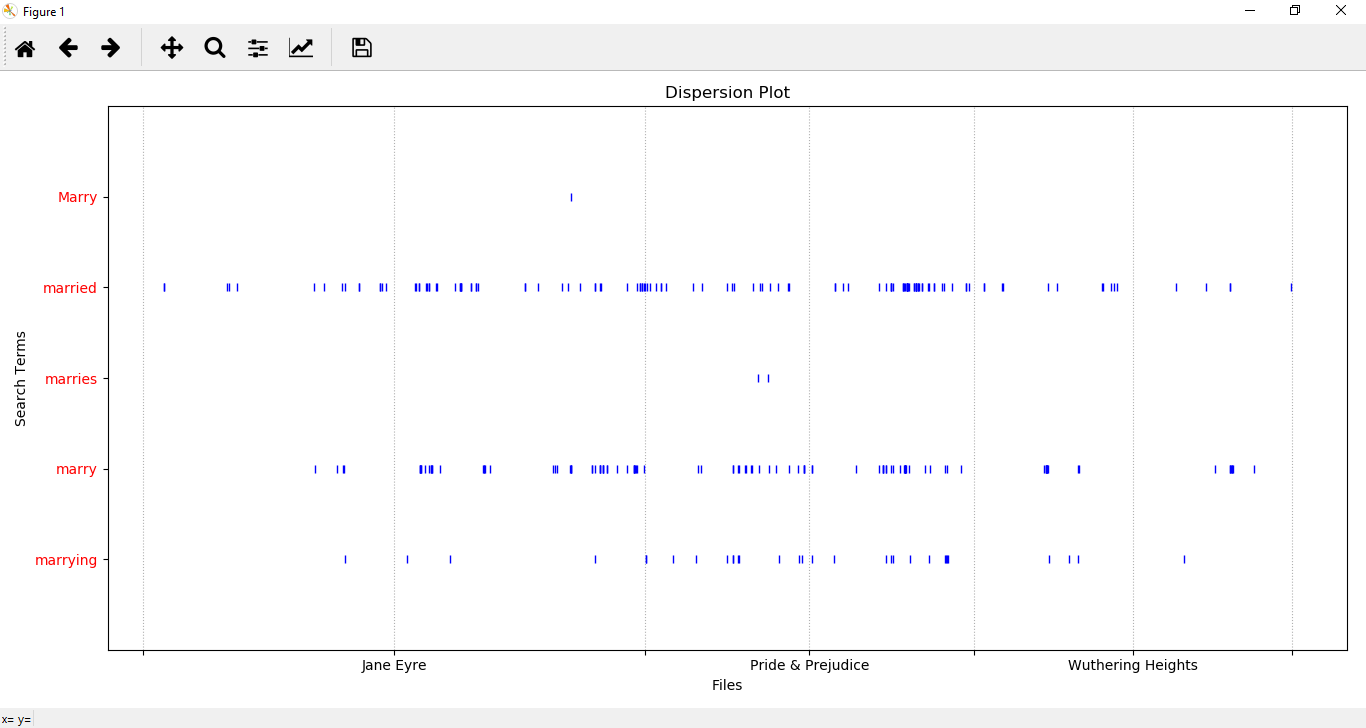 Figure 1
Dispersion Plot
Marry
married
marries
marry
marrying
Search Terms
Jane Eyre
Pride & Prejudice
Wuthering Heights
Files
x= y=